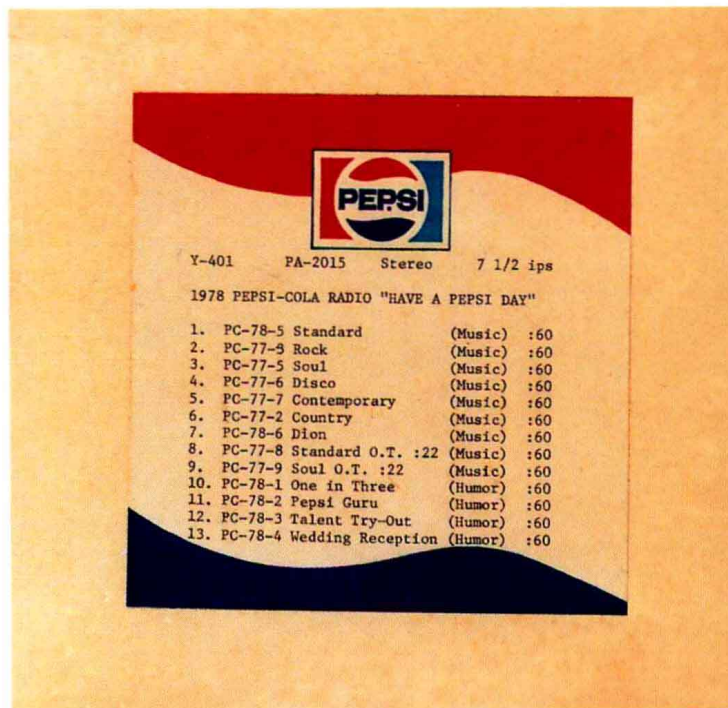 PEPSI
Y-401 PA-2015 Stereo 7 1/2 ips
1978 PEPSI-COLA RADIO "HAVE A PEPSI DAY"
1. PC-78-5 Standard (Music) :60
2. PC-77-3 Rock (Music) :60
3. PC-77-5 Soul (Music) :60
4. PC-77-6 Disco (Music) :60
5. PC-77-7 Contemporary (Music) :60
6. PC-77-2 Country (Music) :60
7. PC-78-6 Dion (Music) :60
8. PC-77-8 Standard O.T. :22 (Music) :60
9. PC-77-9 Soul O.T. :22 (Music) :60
10. PC-78-1 One in Three (Humor) :60
11. PC-78-2 Pepsi Guru (Humor) :60
12. PC-78-3 Talent Try-Out (Humor) :60
13. PC-78-4 Wedding Reception (Humor) :60